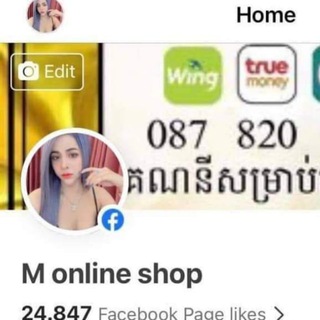 Home
Edit
Wing
true
money
087 820
គណនីសម្រាប់
M online shop
24,847 Facebook Page likes